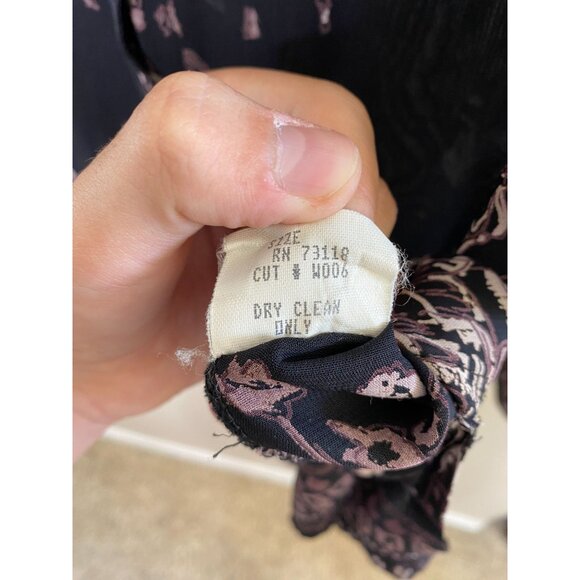 SIZE
RN 73118
CUT # W006
DRY CLEAN
ONLY